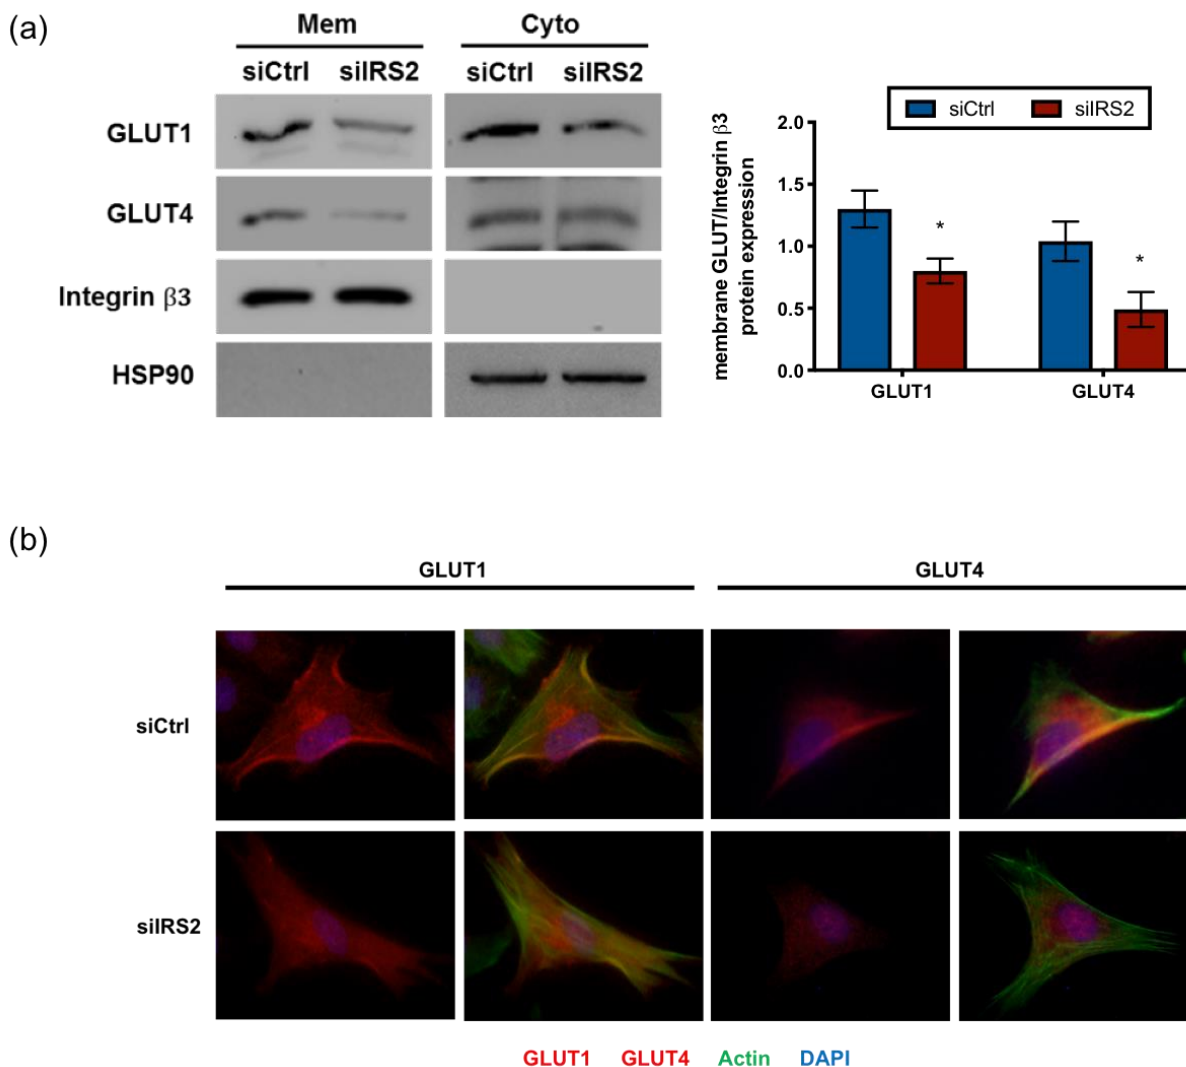 (a)
Mem Cyto
siCtrl siIRS2 siCtrl siIRS2
GLUT1
GLUT4
Integrin β3
HSP90
siCtrl siIRS2
membrane GLUT/Integrin β3
protein expression
2.0
1.5
1.0
0.5
0.0
* *
GLUT1 GLUT4
(b)
GLUT1 GLUT4
siCtrl
siIRS2
GLUT1 GLUT4 Actin DAPI